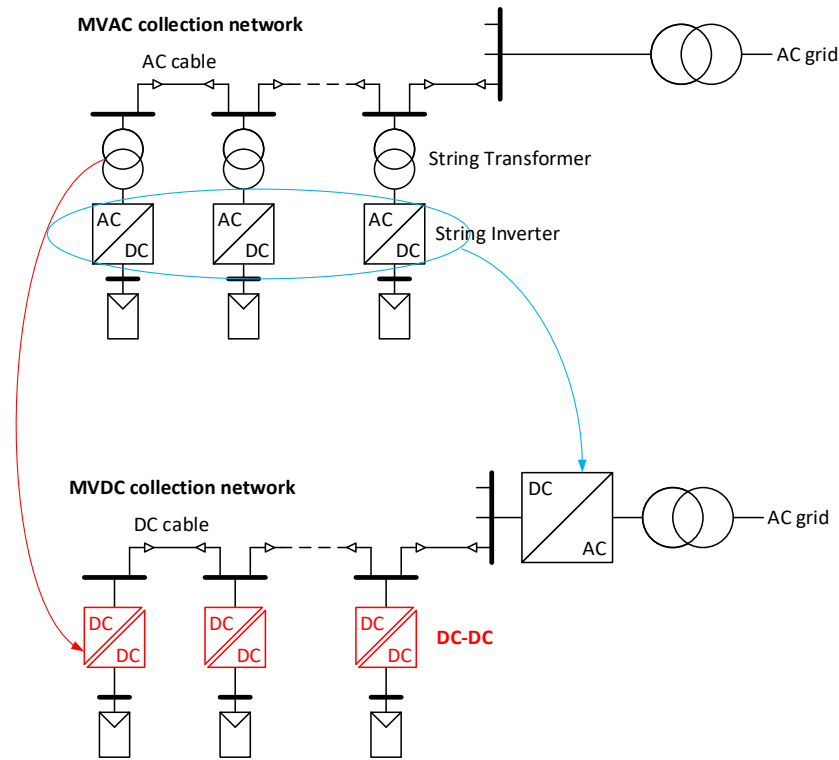 MVAC collection network
AC cable
AC grid
String Transformer
AC
DC
AC
DC
AC
DC
String Inverter
MVDC collection network
DC cable
DC
AC
AC grid
DC
DC
DC
DC
DC
DC
DC-DC